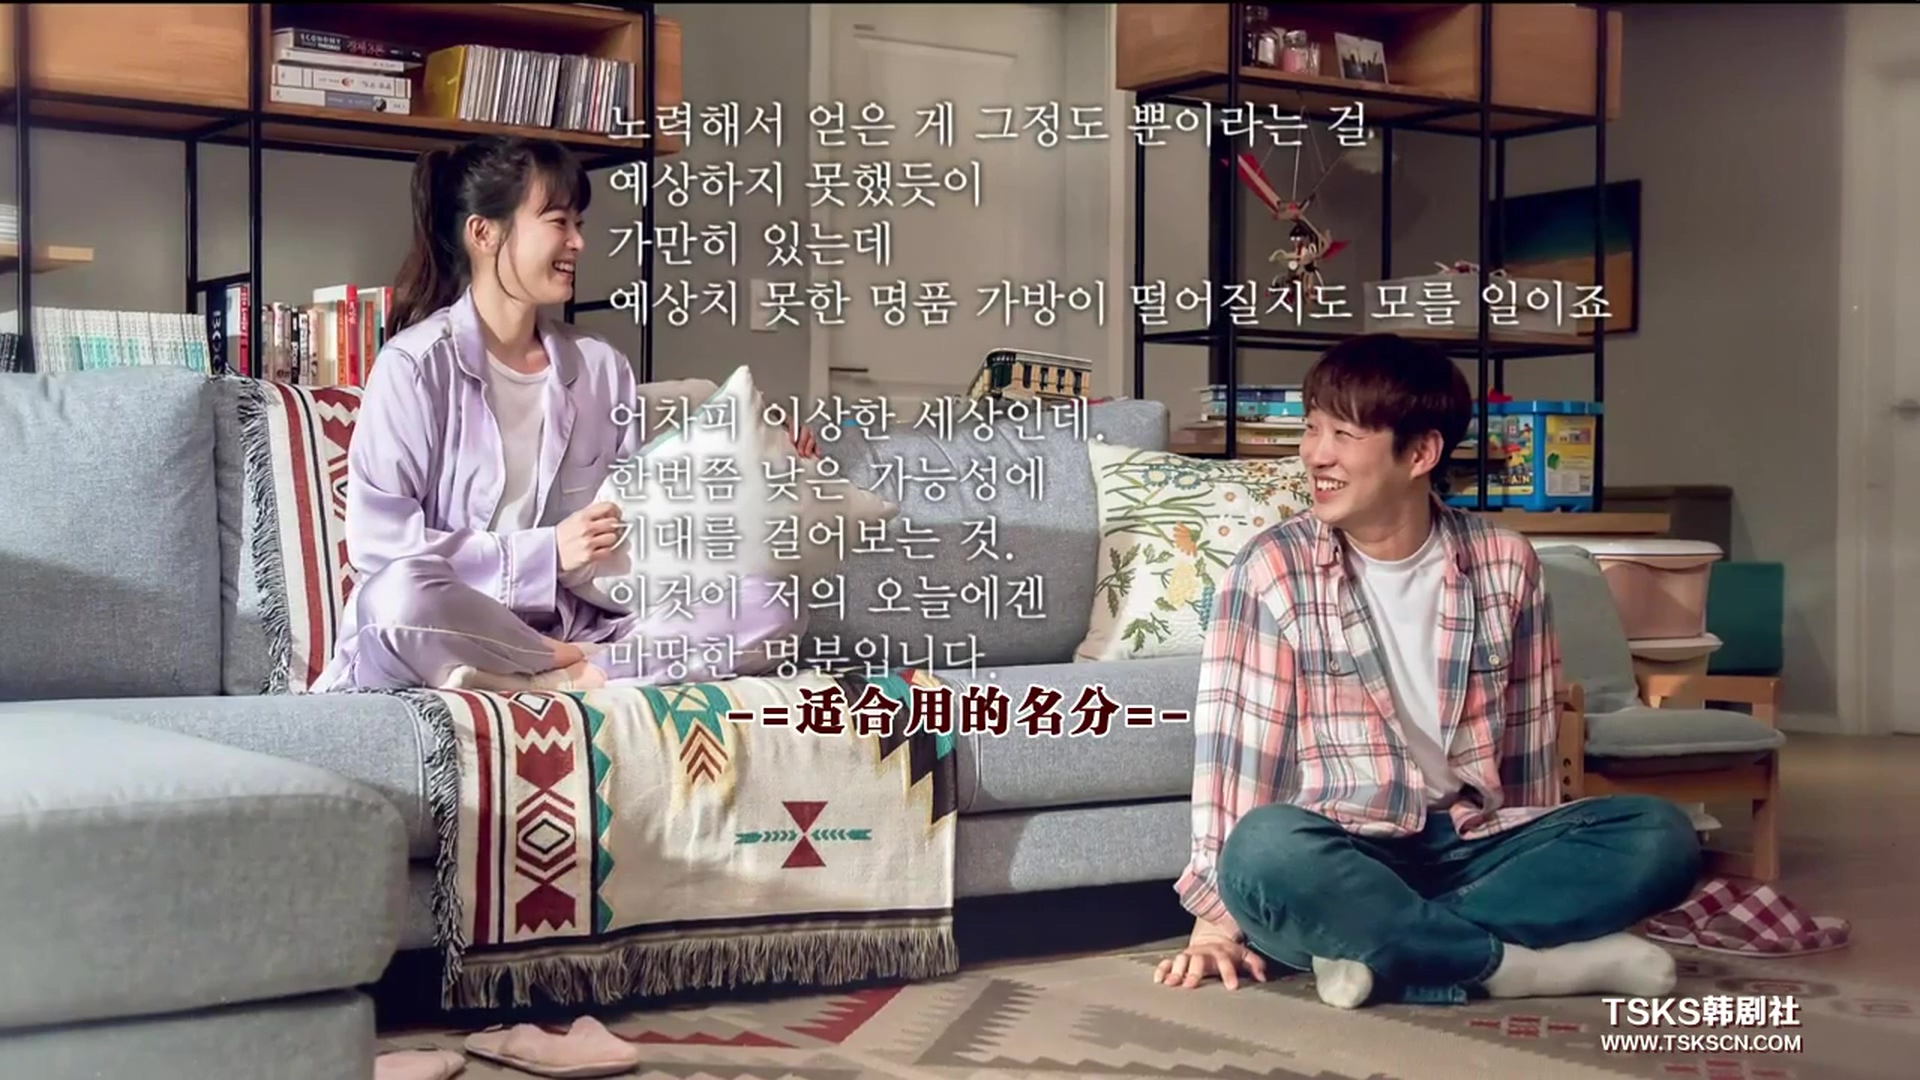 ECONOMY
노력해서 얻은 게 그정도 뿐이라는 걸.
예상하지 못했듯이
가만히 있는데
예상치 못한 명품 가방이 떨어질지도 모를 일이죠
어차피 이상한 세상인데.
한번쯤 낮은 가능성에
기대를 걸어보는 것.
이것이 저의 오늘에겐
마땅한 명분입니다.
-=适合用的名分=-
TRAIN
TSKS韩剧社
WWW.TSKSCN.COM